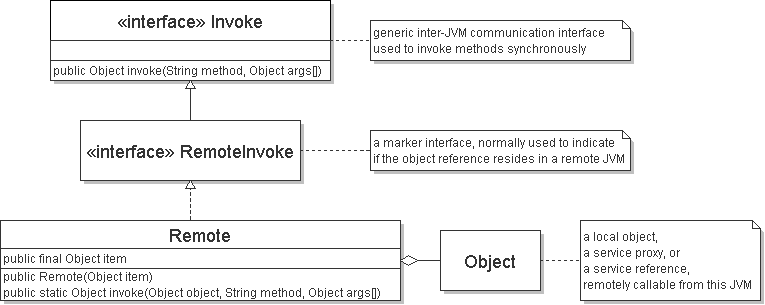 «interface» Invoke
public Object invoke(String method, Object args[])
generic inter-JVM communication interface
used to invoke methods synchronously
«interface» RemoteInvoke
a marker interface, normally used to indicate
if the object reference resides in a remote JVM
Remote
public final Object item
public Remote(Object item)
public static Object invoke(Object object, String method, Object args[])
Object
a local object,
a service proxy, or
a service reference,
remotely callable from this JVM